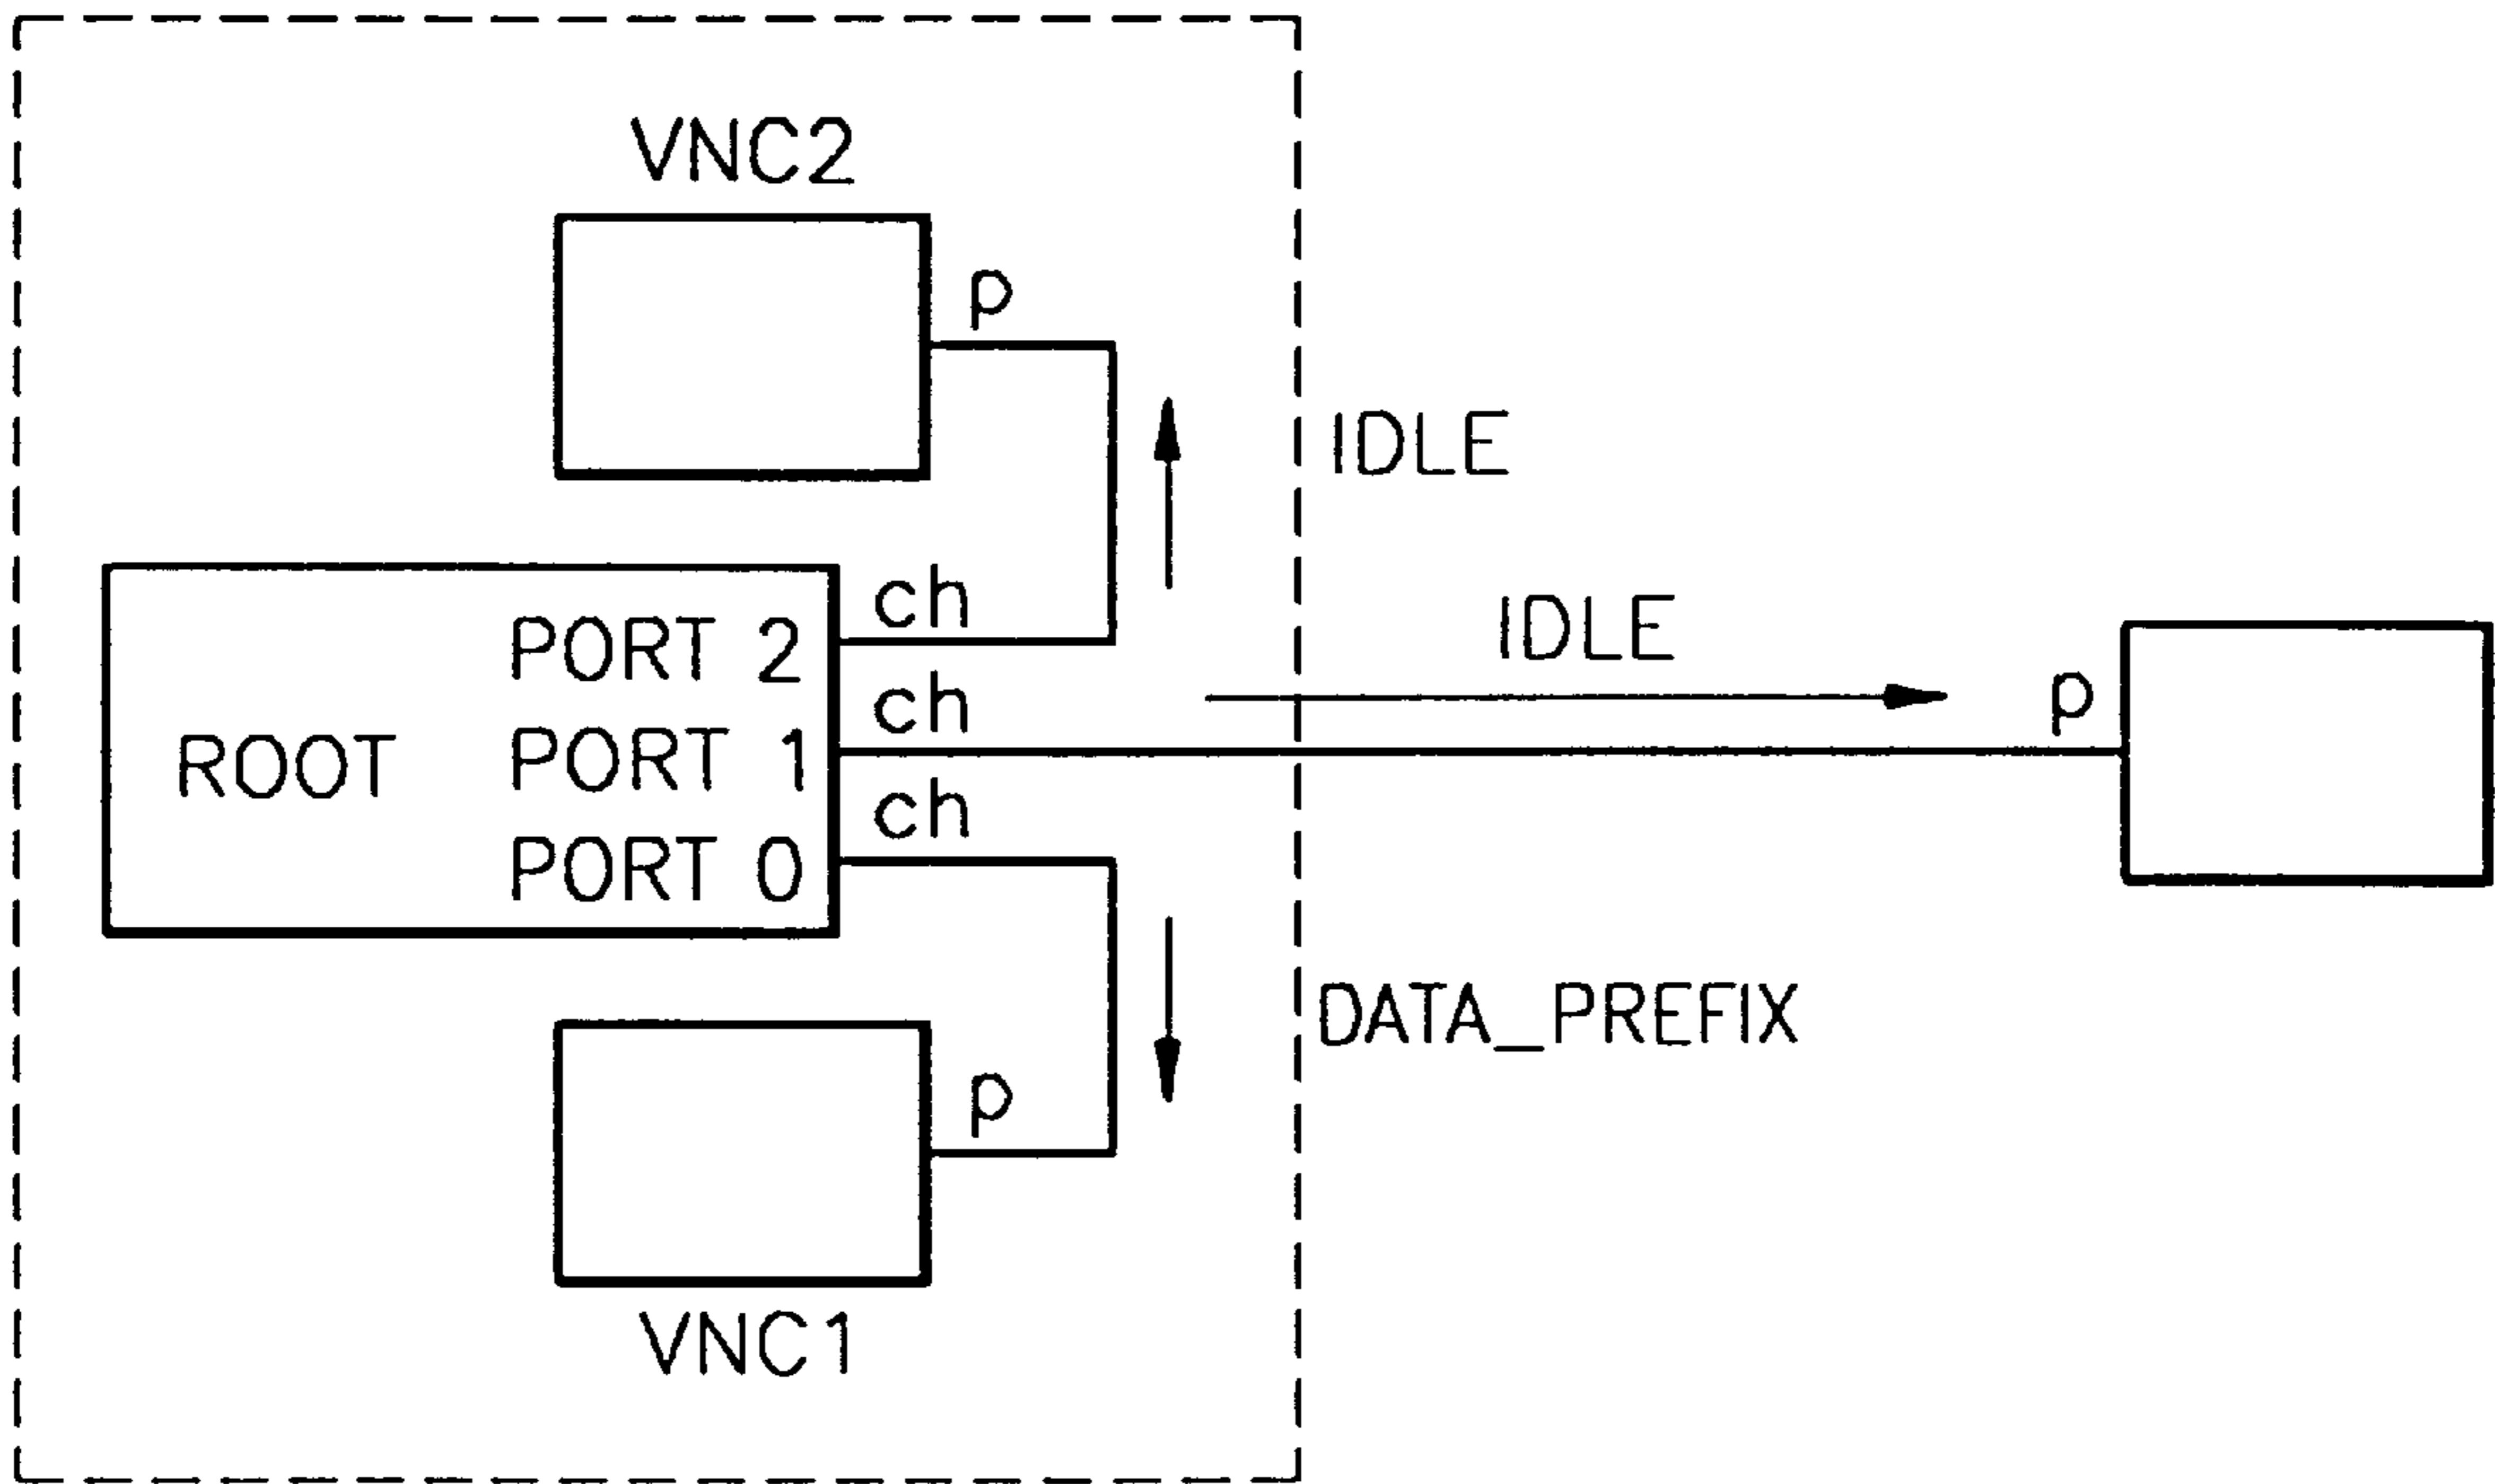 VNC2
p
IDLE
ch
PORT 2
IDLE
ch
p
ROOT
PORT 1
ch
PORT 0
DATA_PREFIX
p
VNC1